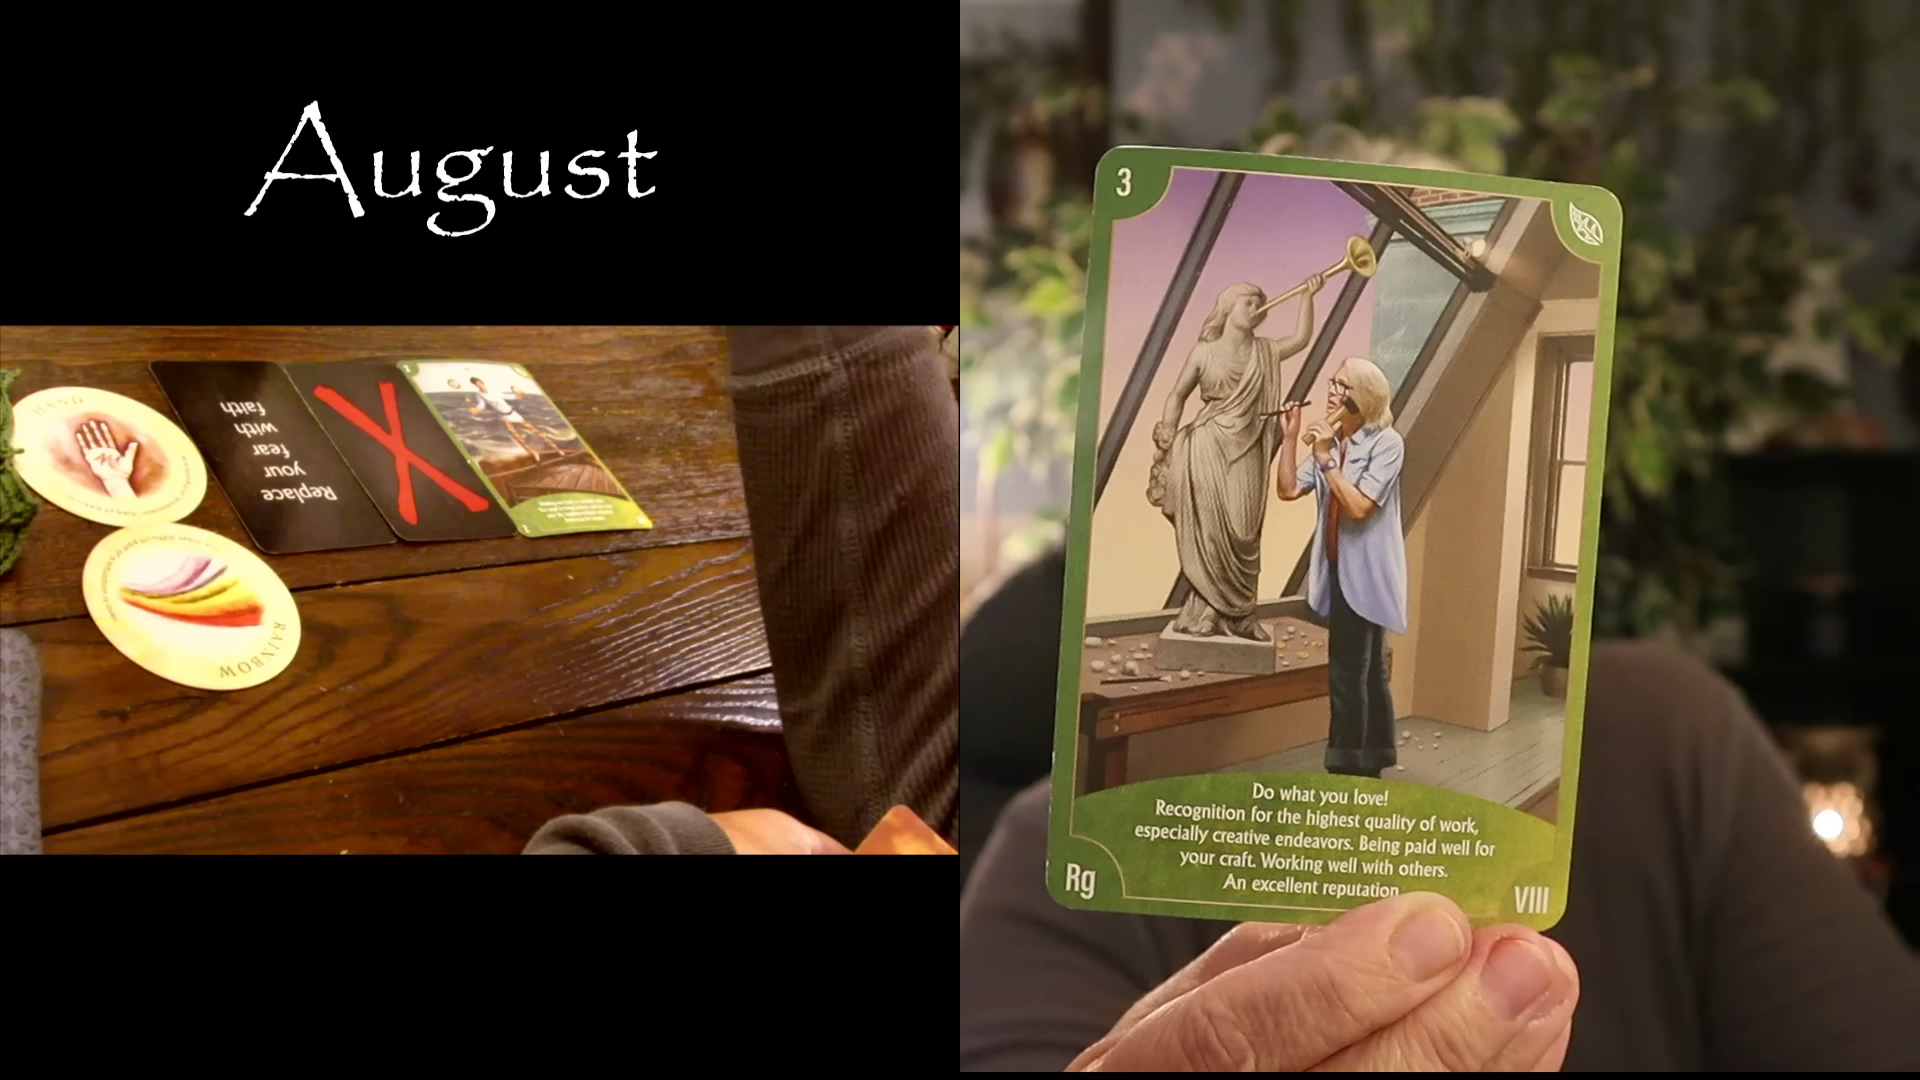 August
HAND
Replace
your
fear
with
faith
X
2
RAINBOW
3
Do what you love!
Recognition for the highest quality of work,
especially creative endeavors. Being paid well for
your craft. Working well with others.
An excellent reputation
Rg
VIII